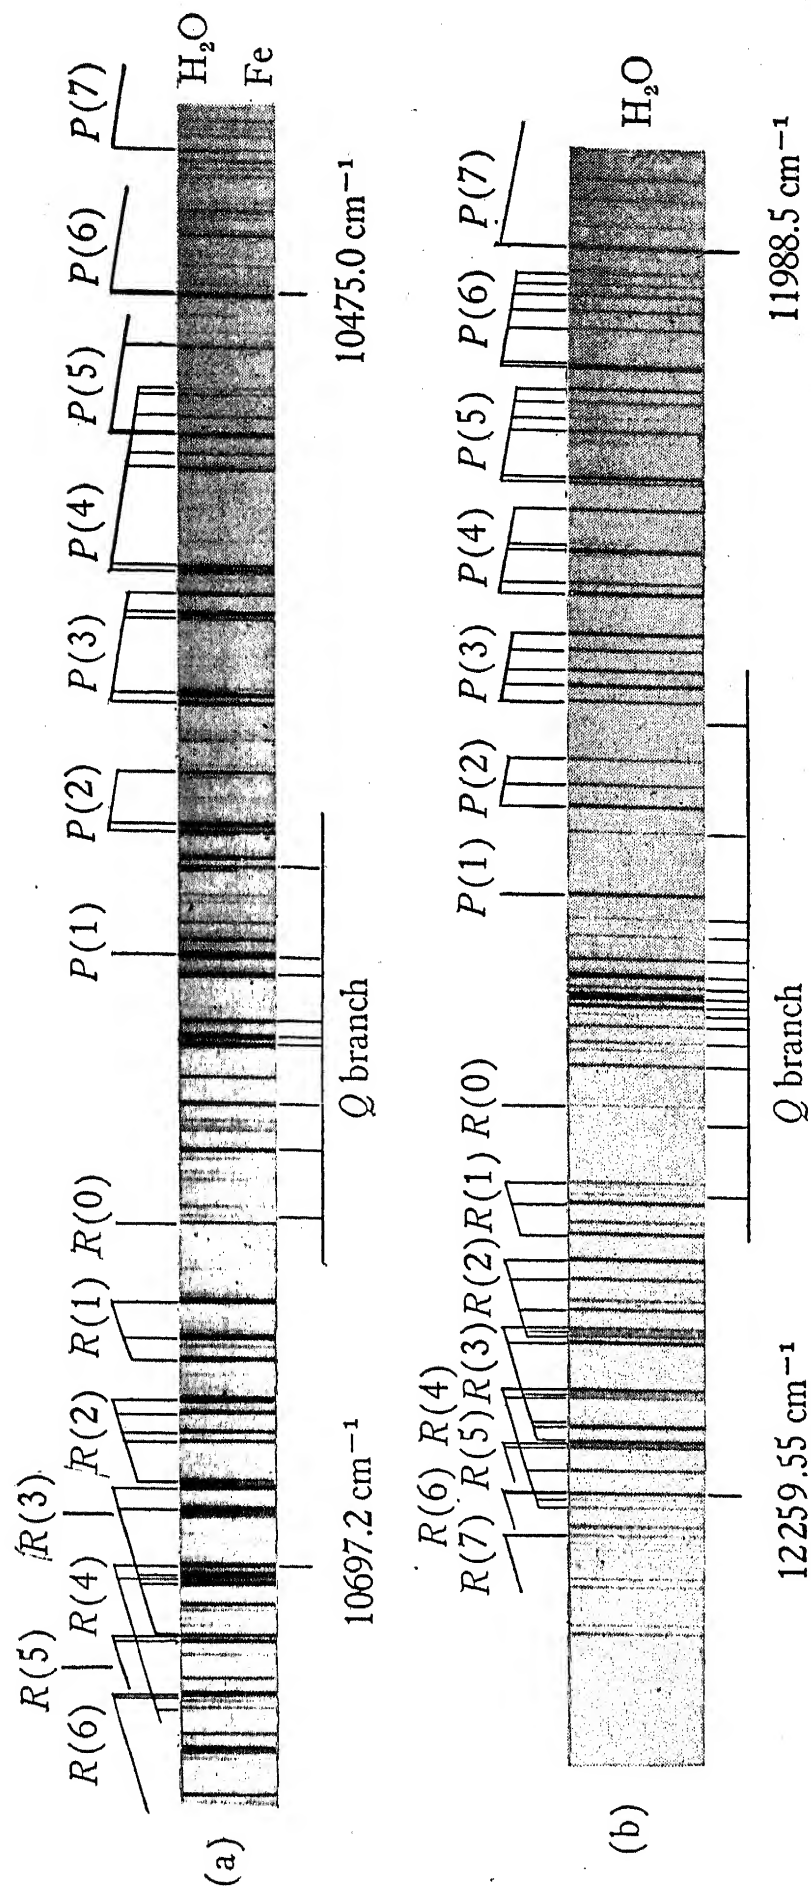 (a)
R(6)
R(5)
R(4)
R(3)
R(2)
R(1)
R(0)
P(1)
P(2)
P(3)
P(4)
P(5)
P(6)
P(7)
H₂O
Fe
10697.2 cm⁻¹
Q branch
10475.0 cm⁻¹
(b)
R(7)
R(6)
R(5)
R(4)
R(3)
R(2)
R(1)
R(0)
P(1)
P(2)
P(3)
P(4)
P(5)
P(6)
P(7)
H₂O
12259.55 cm⁻¹
Q branch
11988.5 cm⁻¹